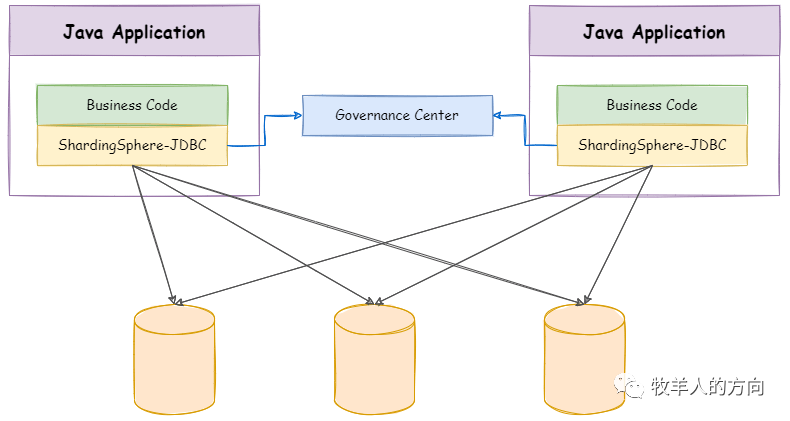 Java Application
Java Application
Business Code
Governance Center
Business Code
ShardingSphere-JDBC
ShardingSphere-JDBC
牧羊人的方向